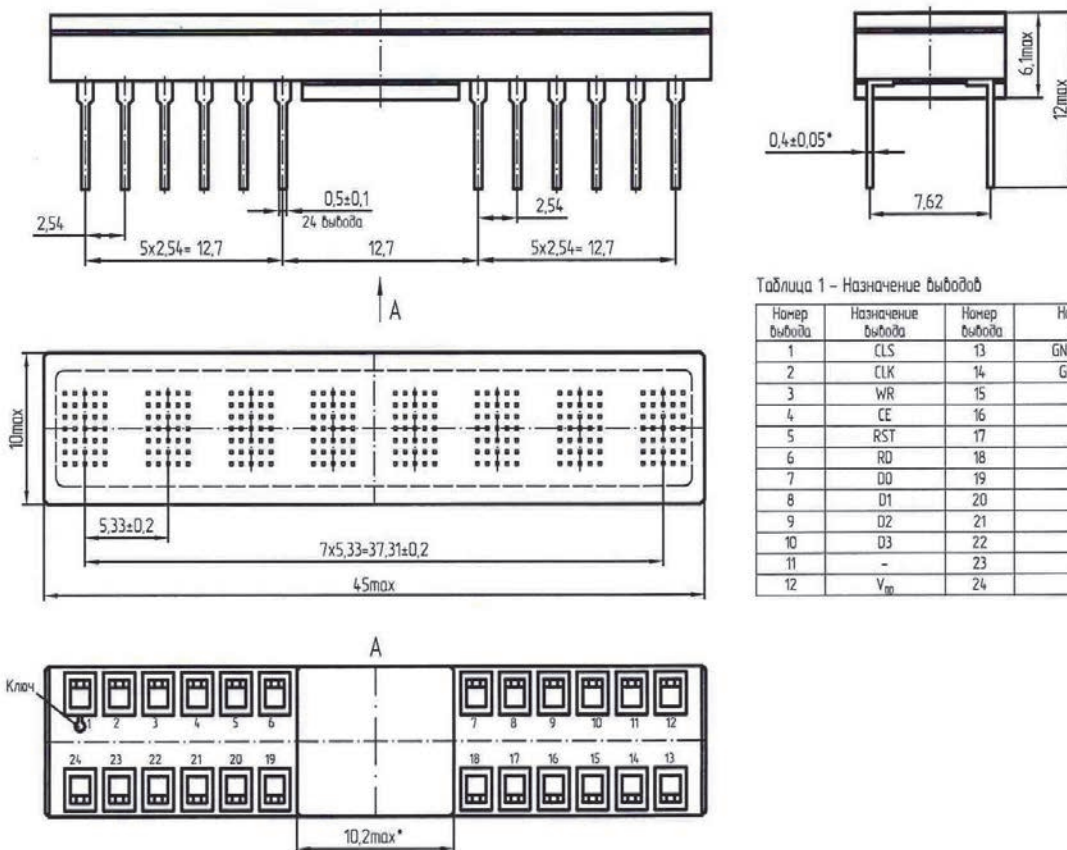 6,1max
12max
0,4±0,05*
7,62
0,5±0,1
24 вывода
2,54
2,54
5x2,54= 12,7
12,7
5x2,54= 12,7
А
Таблица 1 – Назначение выводов
Номер вывода Назначение вывода Номер вывода
1 CLS 13
2 CLK 14
3 WR 15
4 CE 16
5 RST 17
6 RD 18
7 D0 19
8 D1 20
9 D2 21
10 D3 22
11 - 23
12 24
10max
5,33±0,2
7x5,33=37,31±0,2
45max
А
Ключ
1 2 3 4 5 6 7 8 9 10 11 12
24 23 22 21 20 19 18 17 16 15 14 13
10,2max*